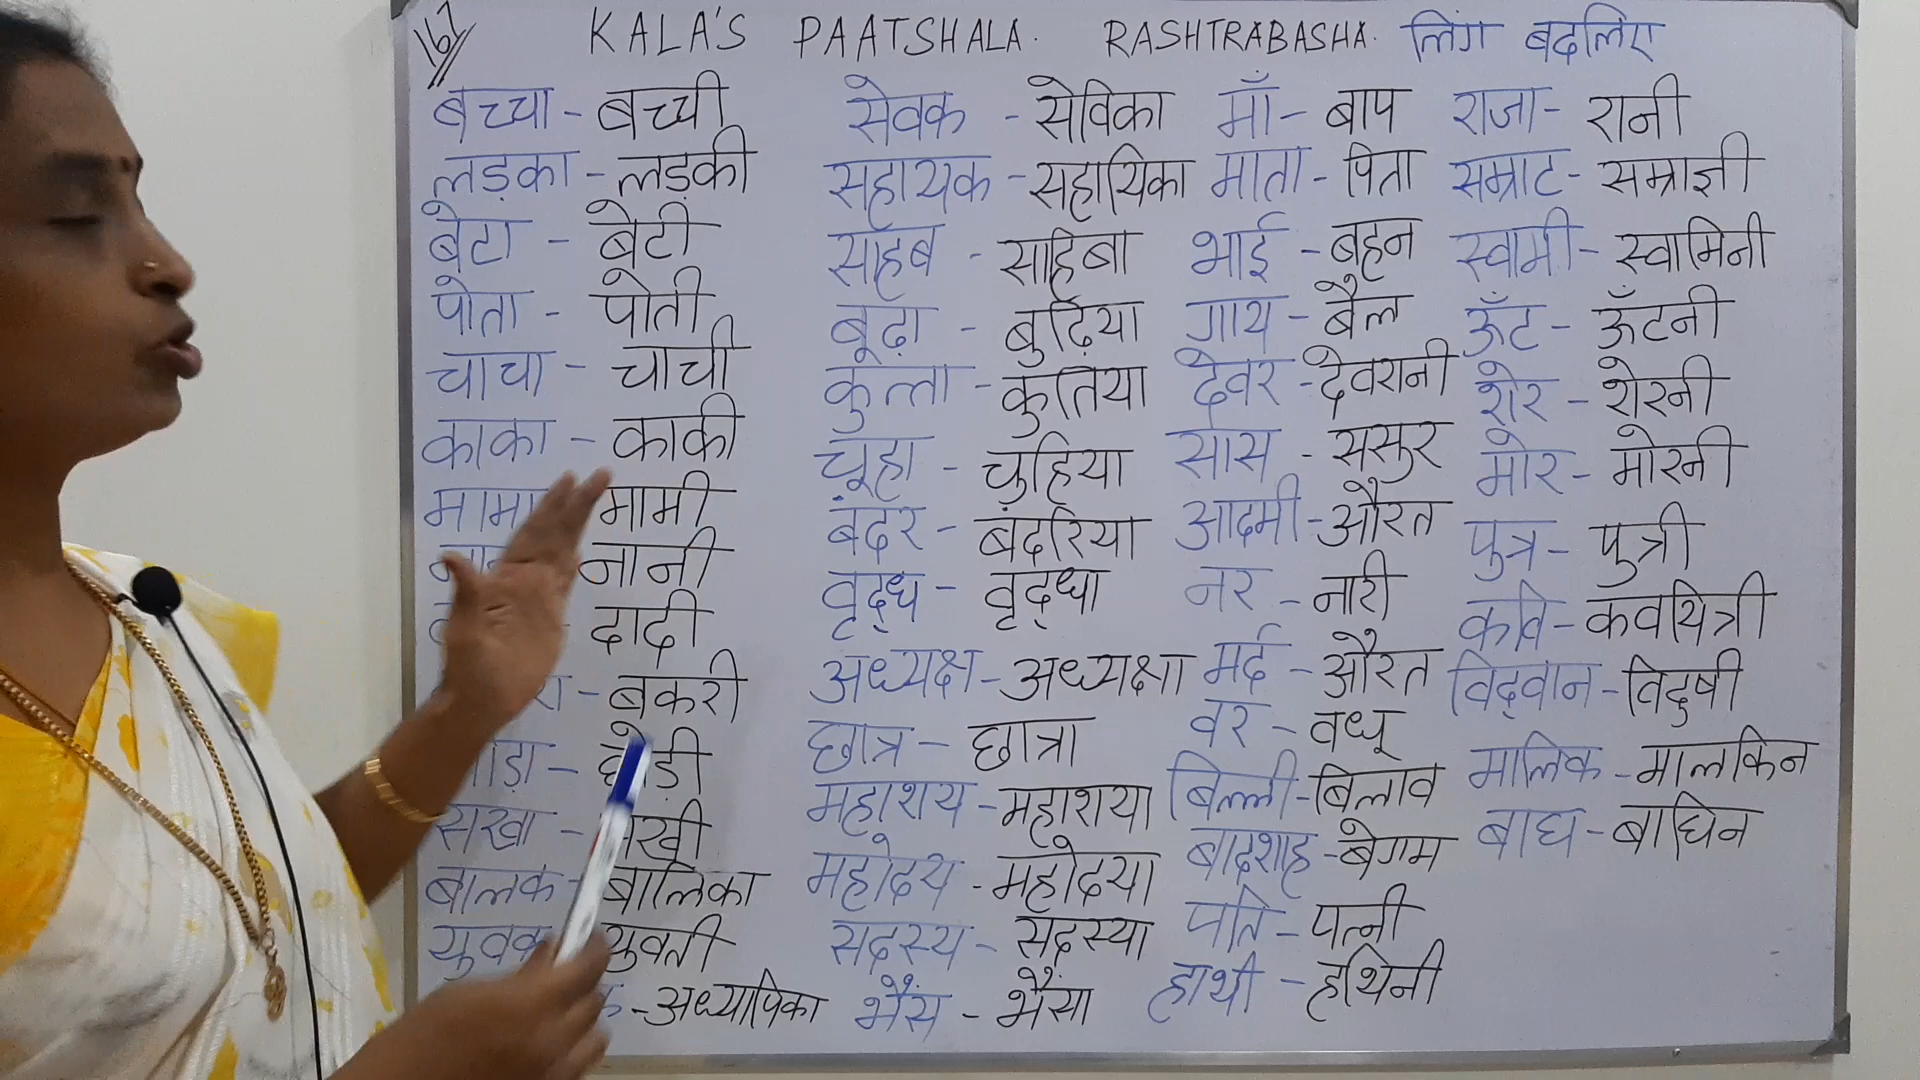 167 KALA'S PAATSHALA. RASHTRABASHA. लिंग बदलिए
बच्चा - बच्ची
लड़का - लड़की
बेटा - बेटी
पोता - पोती
चाचा - चाची
काका - काकी
मामा - मामी
नानी
दादी
- बकरी
सखा -
बालक - बालिका
युवक - युवती
- अध्यापिका
सेवक - सेविका
सहायक - सहायिका
साहब - साहिबा
बूढ़ा - बुढ़िया
कुत्ता - कुतिया
चूहा - चुहिया
बंदर - बंदरिया
वृद्ध - वृद्धा
अध्यक्ष - अध्यक्षा
छात्र - छात्रा
महाशय - महाशया
महोदय - महोदया
सदस्य - सदस्या
भैंस - भैंसा
माँ - बाप
माता - पिता
भाई - बहन
गाय - बैल
देवर - देवरानी
सास - ससुर
आदमी - औरत
नर - नारी
मर्द - औरत
वर - वधू
बिल्ली - बिलाव
बादशाह - बेगम
पति - पत्नी
हाथी - हथिनी
राजा - रानी
सम्राट - सम्राज्ञी
स्वामी - स्वामिनी
ऊँट - ऊँटनी
शेर - शेरनी
मोर - मोरनी
पुत्र - पुत्री
कवि - कवयित्री
विद्वान - विदुषी
मालिक - मालकिन
बाघ - बाघिन